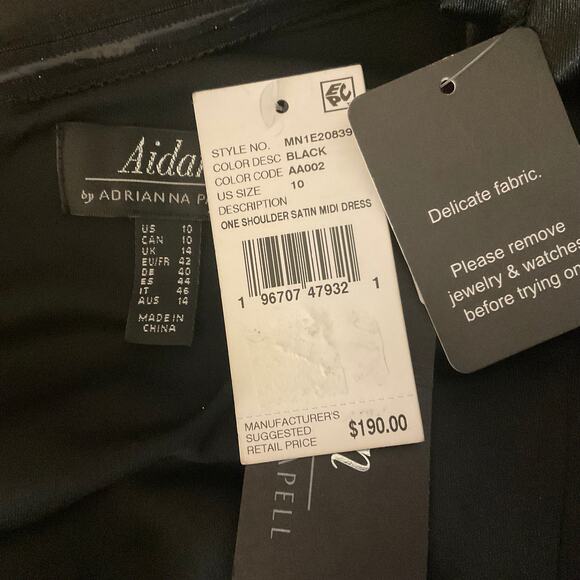 Aidan
by ADRIANNA
US 10
CAN 10
UK 14
EU/FR 42
DE 40
ES 44
IT 46
AUS 14
MADE IN
CHINA
EPC
STYLE NO. MN1E20839
COLOR DESC BLACK
COLOR CODE AA002
US SIZE 10
DESCRIPTION
ONE SHOULDER SATIN MIDI DRESS
1 96707 47932 1
MANUFACTURER'S
SUGGESTED
RETAIL PRICE $190.00
Delicate fabric.
Please remove
jewelry & watches
before trying on
APELL